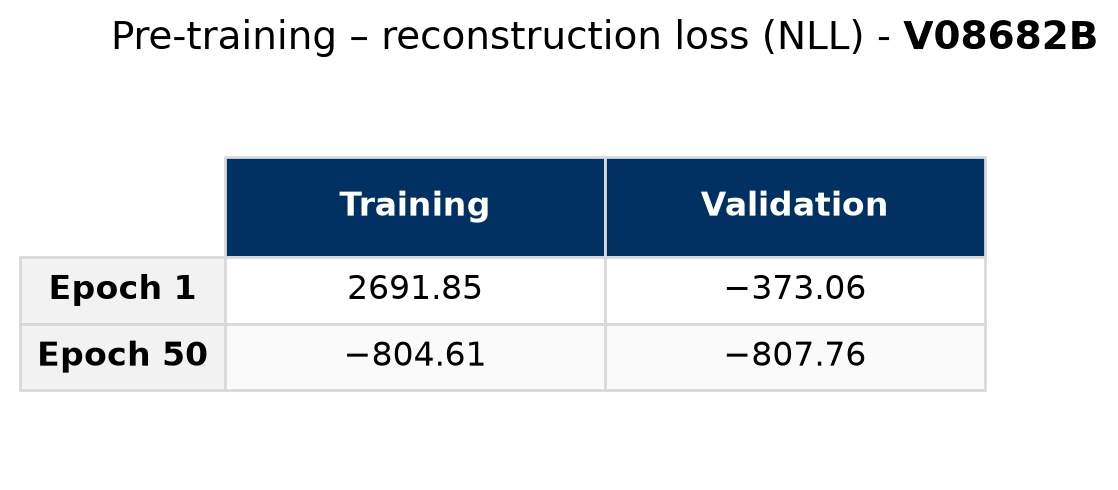 Pre-training – reconstruction loss (NLL) - V08682B
Training Validation
Epoch 1 2691.85 −373.06
Epoch 50 −804.61 −807.76